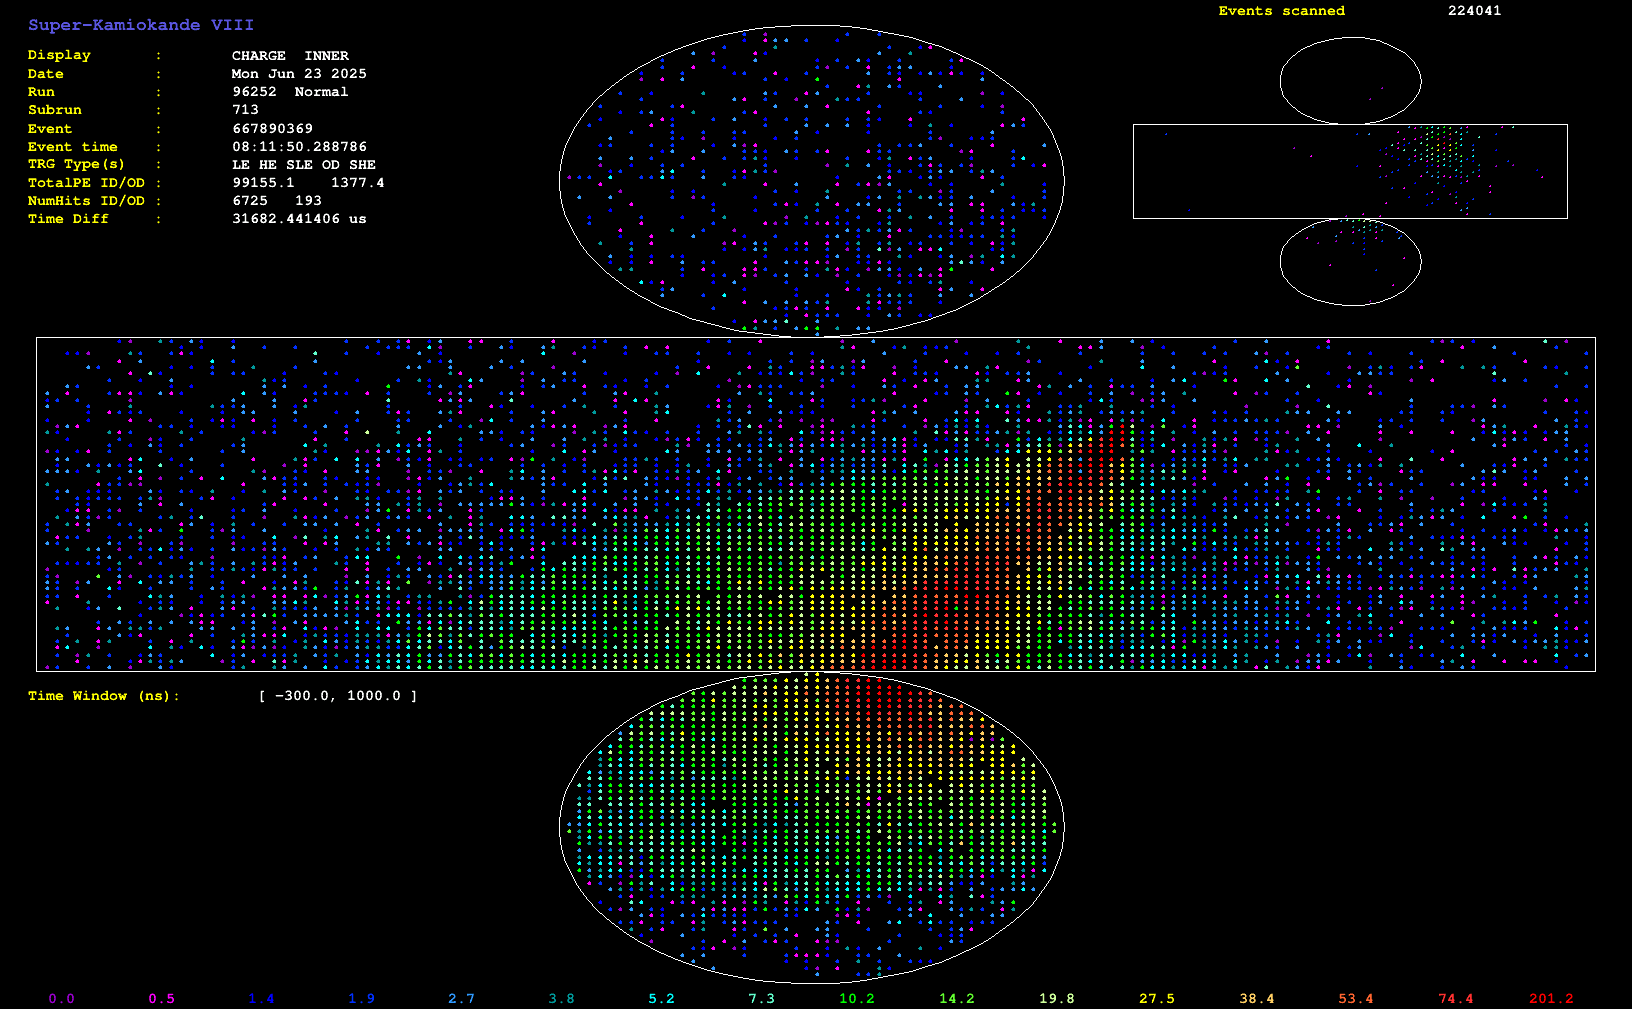 Super-Kamiokande VIII
Events scanned 224041
Display : CHARGE INNER
Date : Mon Jun 23 2025
Run : 96252 Normal
Subrun : 713
Event : 667890369
Event time : 08:11:50.288786
TRG Type(s) : LE HE SLE OD SHE
TotalPE ID/OD : 99155.1 1377.4
NumHits ID/OD : 6725 193
Time Diff : 31682.441406 us
Time Window (ns): [ -300.0, 1000.0 ]
0.0 0.5 1.4 1.9 2.7 3.8 5.2 7.3 10.2 14.2 19.8 27.5 38.4 53.4 74.4 201.2